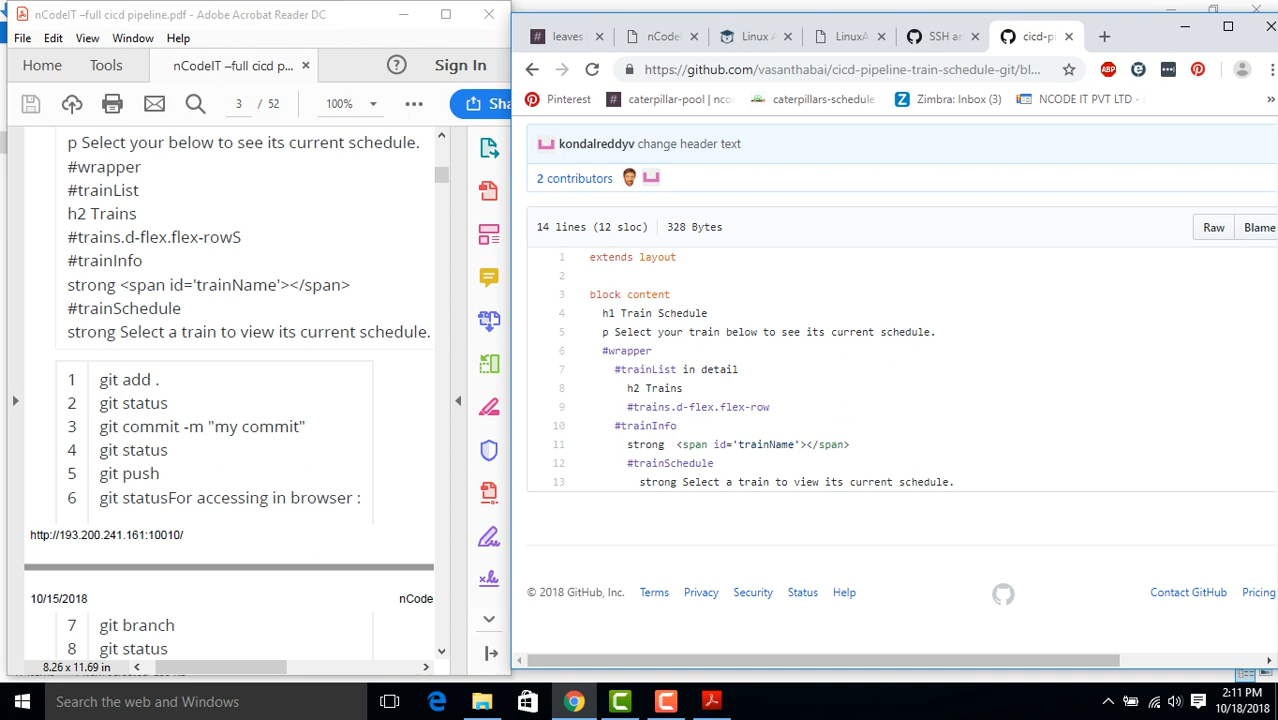 nCodeIT –full cicd pipeline.pdf - Adobe Acrobat Reader DC
File Edit View Window Help
Home Tools nCodeIT –full cicd p... × Sign In
3 / 52 100% Sha
p Select your below to see its current schedule.
#wrapper
#trainList
h2 Trains
#trains.d-flex.flex-rowS
#trainInfo
strong <span id='trainName'></span>
#trainSchedule
strong Select a train to view its current schedule.
1 git add .
2 git status
3 git commit -m "my commit"
4 git status
5 git push
6 git statusFor accessing in browser :
http://193.200.241.161:10010/
10/15/2018 nCode
7 git branch
8 git status
8.26 x 11.69 in
leaves nCodeI Linux A LinuxA SSH an cicd-pi
https://github.com/vasanthabai/cicd-pipeline-train-schedule-git/bl...
ABP
Pinterest caterpillar-pool | nco caterpillars-schedule Zimbra: Inbox (3) NCODE IT PVT LTD - »
kondalreddyv change header text
2 contributors
14 lines (12 sloc) 328 Bytes Raw Blame
1 extends layout
2
3 block content
4 h1 Train Schedule
5 p Select your train below to see its current schedule.
6 #wrapper
7 #trainList in detail
8 h2 Trains
9 #trains.d-flex.flex-row
10 #trainInfo
11 strong <span id='trainName'></span>
12 #trainSchedule
13 strong Select a train to view its current schedule.
© 2018 GitHub, Inc. Terms Privacy Security Status Help Contact GitHub Pricing
Search the web and Windows
2:11 PM
10/18/2018